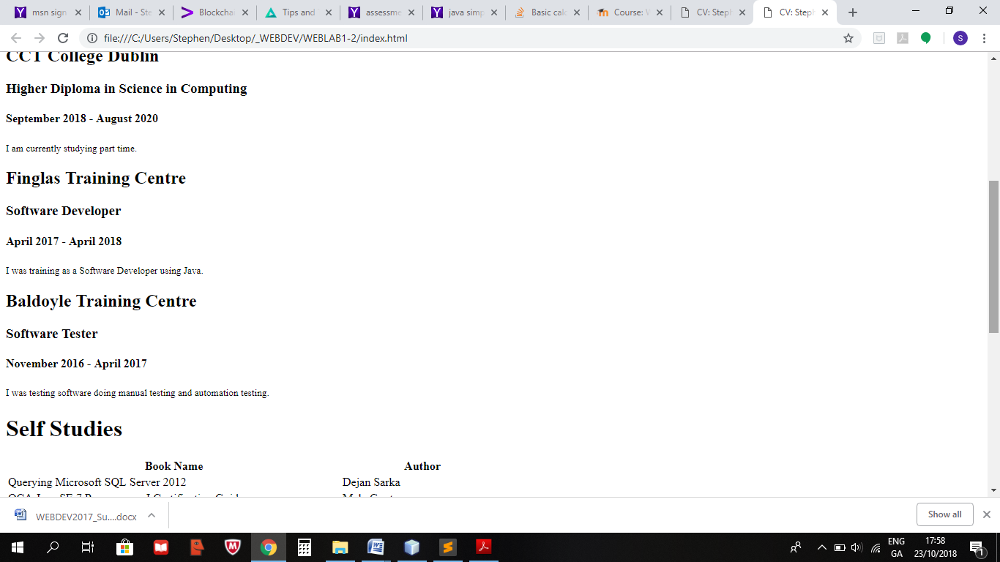 msn sign
Mail - Ste
Blockchai
Tips and
assessme
java simp
Basic calc
Course: V
CV: Steph
CV: Steph
file:///C:/Users/Stephen/Desktop/_WEBDEV/WEBLAB1-2/index.html
S
CCT College Dublin
Higher Diploma in Science in Computing
September 2018 - August 2020
I am currently studying part time.
Finglas Training Centre
Software Developer
April 2017 - April 2018
I was training as a Software Developer using Java.
Baldoyle Training Centre
Software Tester
November 2016 - April 2017
I was testing software doing manual testing and automation testing.
Self Studies
Book Name Author
Querying Microsoft SQL Server 2012 Dejan Sarka
WEBDEV2017_Su....docx
Show all
ENG 17:58
GA 23/10/2018
1